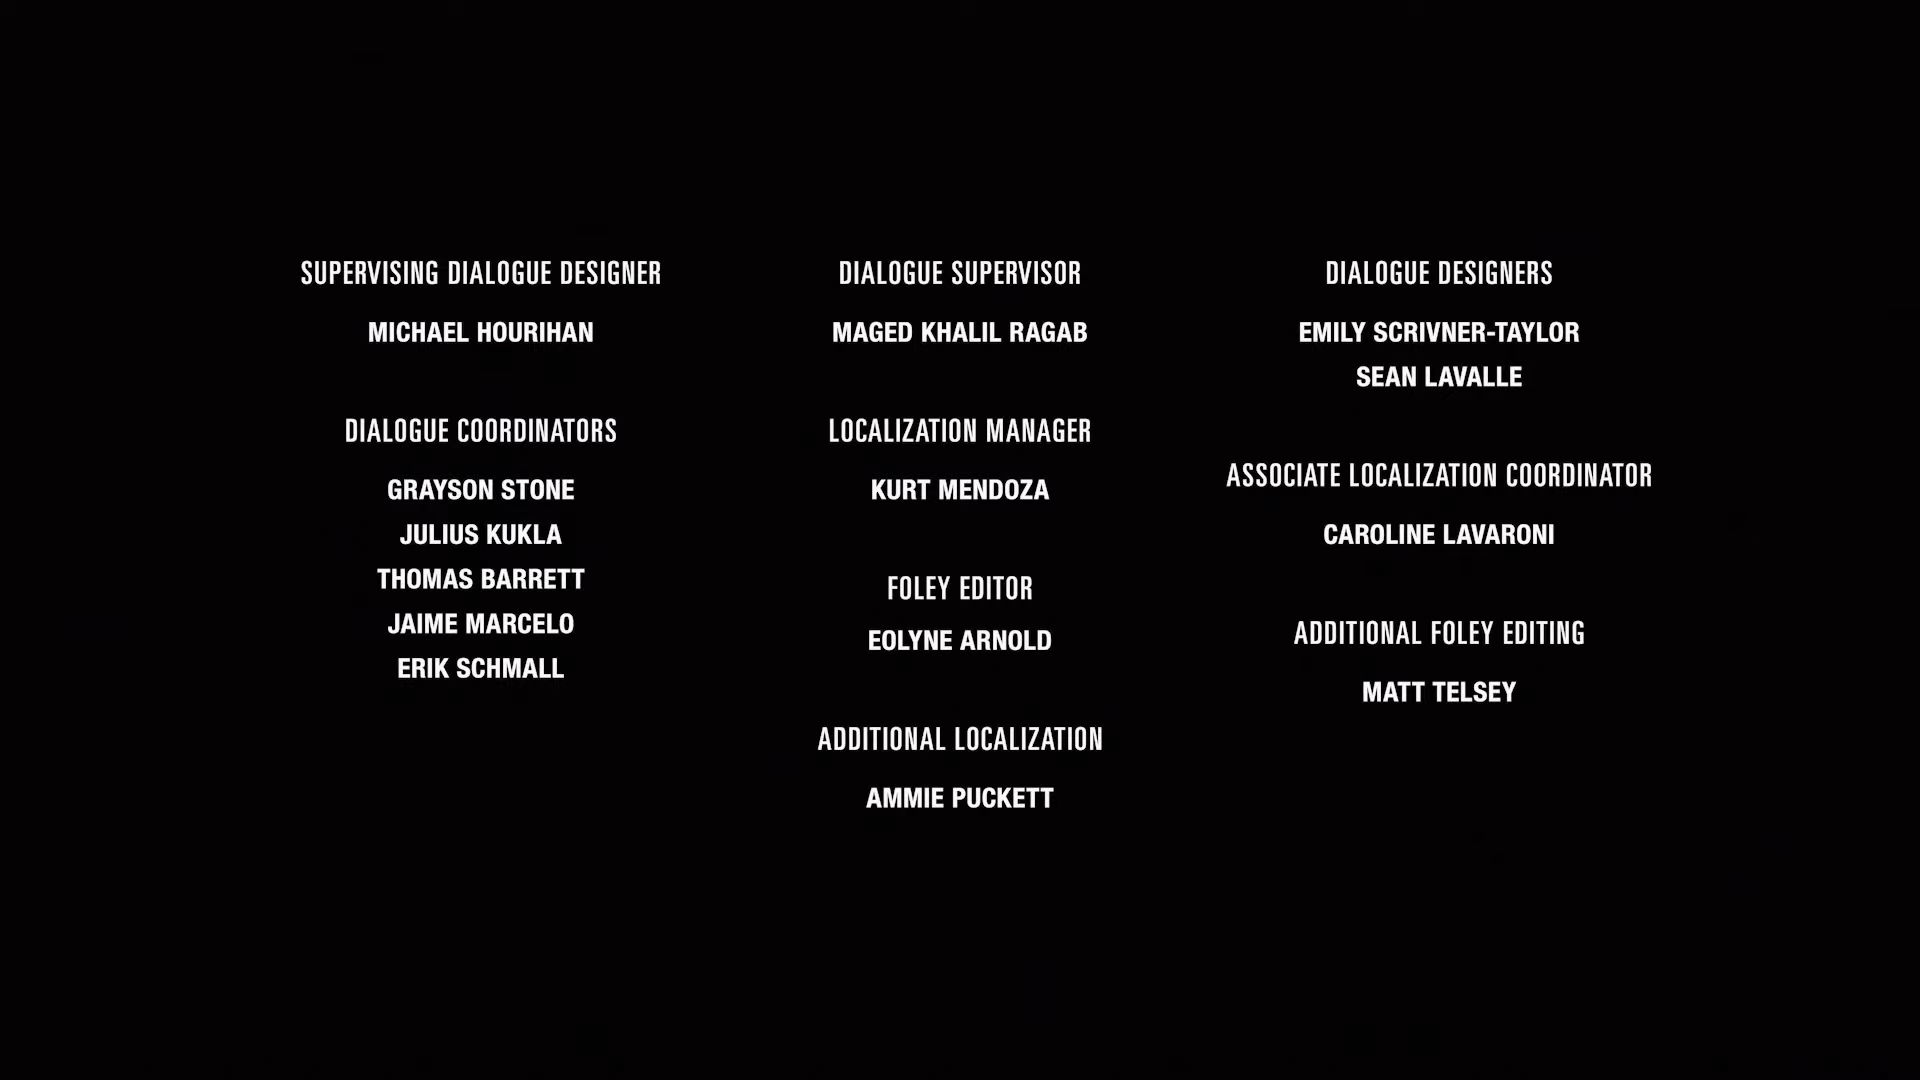 SUPERVISING DIALOGUE DESIGNER
MICHAEL HOURIHAN
DIALOGUE COORDINATORS
GRAYSON STONE
JULIUS KUKLA
THOMAS BARRETT
JAIME MARCELO
ERIK SCHMALL
DIALOGUE SUPERVISOR
MAGED KHALIL RAGAB
LOCALIZATION MANAGER
KURT MENDOZA
FOLEY EDITOR
EOLYNE ARNOLD
ADDITIONAL LOCALIZATION
AMMIE PUCKETT
DIALOGUE DESIGNERS
EMILY SCRIVNER-TAYLOR
SEAN LAVALLE
ASSOCIATE LOCALIZATION COORDINATOR
CAROLINE LAVARONI
ADDITIONAL FOLEY EDITING
MATT TELSEY